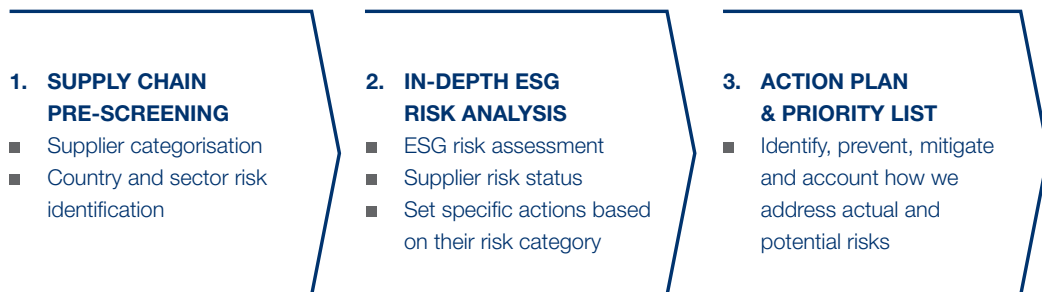 1. SUPPLY CHAIN
PRE-SCREENING
■ Supplier categorisation
■ Country and sector risk
identification
2. IN-DEPTH ESG
RISK ANALYSIS
■ ESG risk assessment
■ Supplier risk status
■ Set specific actions based
on their risk category
3. ACTION PLAN
& PRIORITY LIST
■ Identify, prevent, mitigate
and account how we
address actual and
potential risks